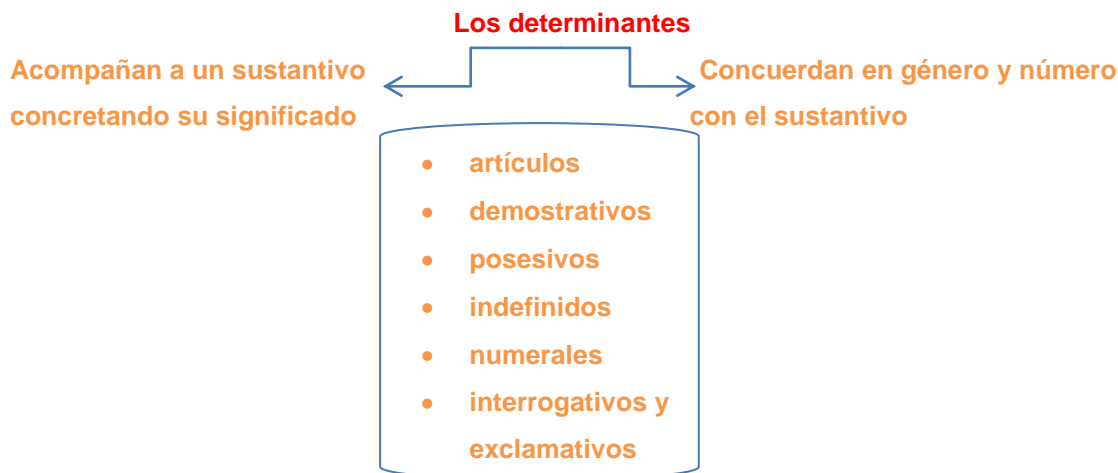 Los determinantes
Acompañan a un sustantivo
concretando su significado
Concuerdan en género y número
con el sustantivo
• artículos
• demostrativos
• posesivos
• indefinidos
• numerales
• interrogativos y
exclamativos